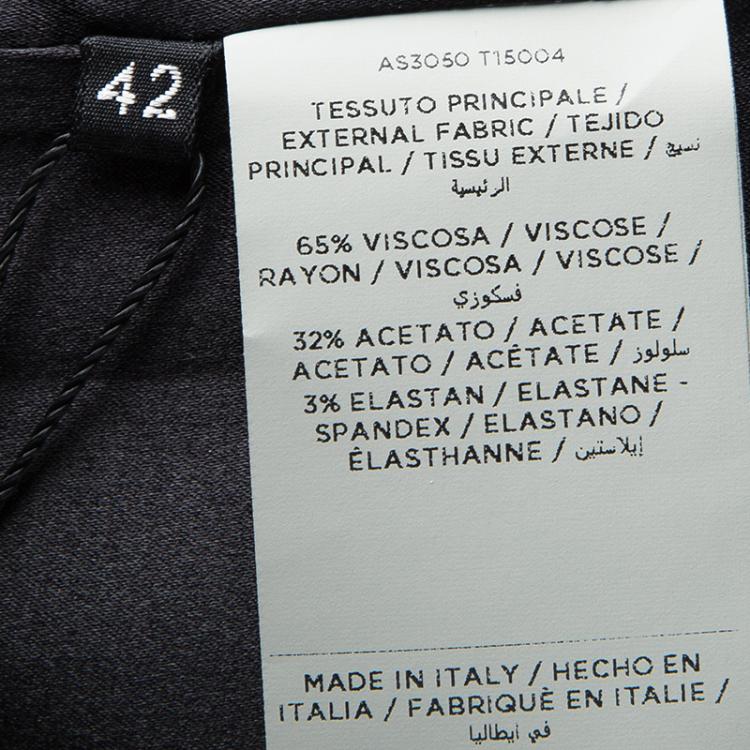 42
AS3050 T15004
TESSUTO PRINCIPALE /
EXTERNAL FABRIC / TEJIDO
PRINCIPAL / TISSU EXTERNE / نسيج
الرئيسية
65% VISCOSA / VISCOSE /
RAYON / VISCOSA / VISCOSE /
فسكوزي
32% ACETATO / ACETATE /
ACETATO / ACÉTATE / سلولوز
3% ELASTAN / ELASTANE -
SPANDEX / ELASTANO /
ÉLASTHANNE / إيلاستين
MADE IN ITALY / HECHO EN
ITALIA / FABRIQUÈ EN ITALIE /
في ايطاليا